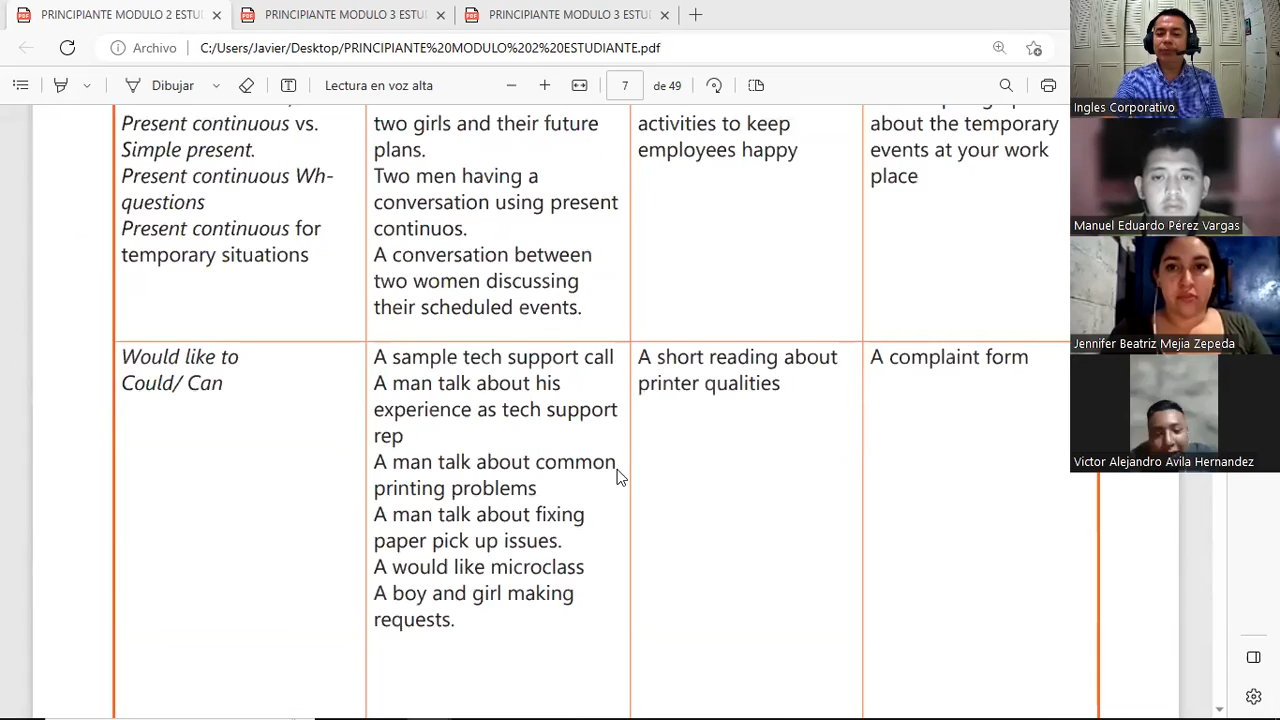 PRINCIPIANTE MODULO 2 ESTU
PRINCIPIANTE MODULO 3 ESTU
PRINCIPIANTE MODULO 3 ESTU
Archivo
C:/Users/Javier/Desktop/PRINCIPIANTE%20MODULO%202%20ESTUDIANTE.pdf
Dibujar
Lectura en voz alta
7
de 49
Present continuous vs.
Simple present.
Present continuous Wh-
questions
Present continuous for
temporary situations
two girls and their future
plans.
Two men having a
conversation using present
continuos.
A conversation between
two women discussing
their scheduled events.
activities to keep
employees happy
about the temporary
events at your work
place
Would like to
Could/ Can
A sample tech support call
A man talk about his
experience as tech support
rep
A man talk about common
printing problems
A man talk about fixing
paper pick up issues.
A would like microclass
A boy and girl making
requests.
A short reading about
printer qualities
A complaint form
Ingles Corporativo
Manuel Eduardo Pérez Vargas
Jennifer Beatriz Mejia Zepeda
Victor Alejandro Avila Hernandez